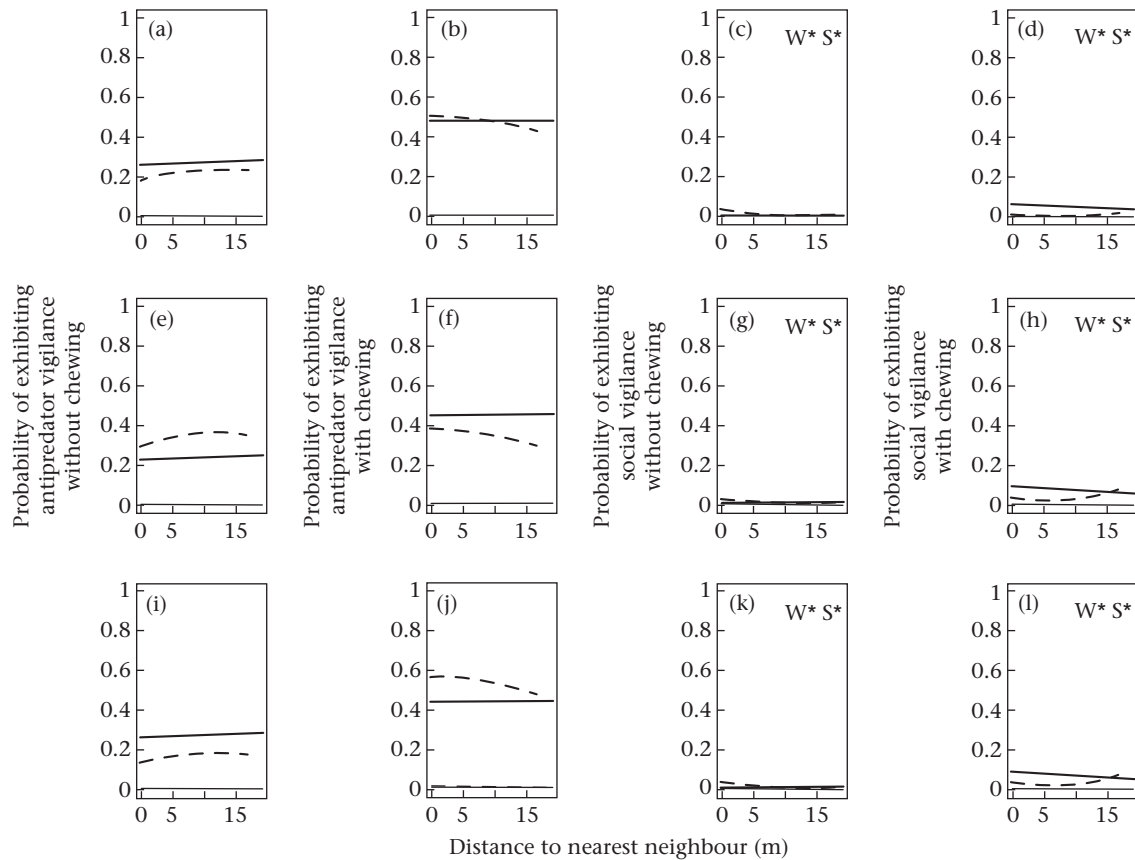 (a)
1
0.8
0.6
0.4
0.2
0
0 5 15
(b)
1
0.8
0.6
0.4
0.2
0
0 5 15
(c) W* S*
1
0.8
0.6
0.4
0.2
0
0 5 15
(d) W* S*
1
0.8
0.6
0.4
0.2
0
0 5 15
Probability of exhibiting
antipredator vigilance
without chewing
(e)
1
0.8
0.6
0.4
0.2
0
0 5 15
Probability of exhibiting
antipredator vigilance
with chewing
(f)
1
0.8
0.6
0.4
0.2
0
0 5 15
Probability of exhibiting
social vigilance
without chewing
(g) W* S*
1
0.8
0.6
0.4
0.2
0
0 5 15
Probability of exhibiting
social vigilance
with chewing
(h) W* S*
1
0.8
0.6
0.4
0.2
0
0 5 15
(i)
1
0.8
0.6
0.4
0.2
0
0 5 15
(j)
1
0.8
0.6
0.4
0.2
0
0 5 15
(k) W* S*
1
0.8
0.6
0.4
0.2
0
0 5 15
(l) W* S*
1
0.8
0.6
0.4
0.2
0
0 5 15
Distance to nearest neighbour (m)